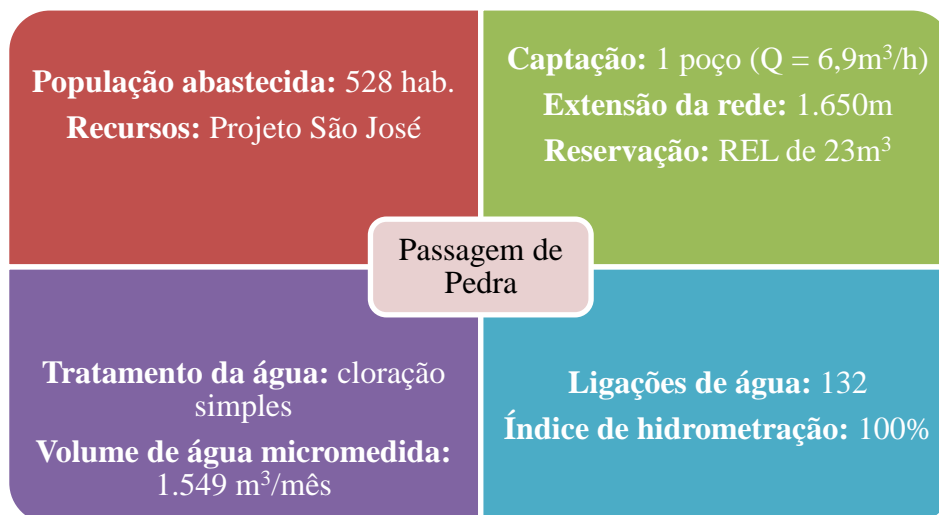 População abastecida: 528 hab.
Recursos: Projeto São José
Captação: 1 poço (Q = 6,9m³/h)
Extensão da rede: 1.650m
Reservação: REL de 23m³
Passagem de
Pedra
Tratamento da água: cloração
simples
Volume de água micromedida:
1.549 m³/mês
Ligações de água: 132
Índice de hidrometração: 100%